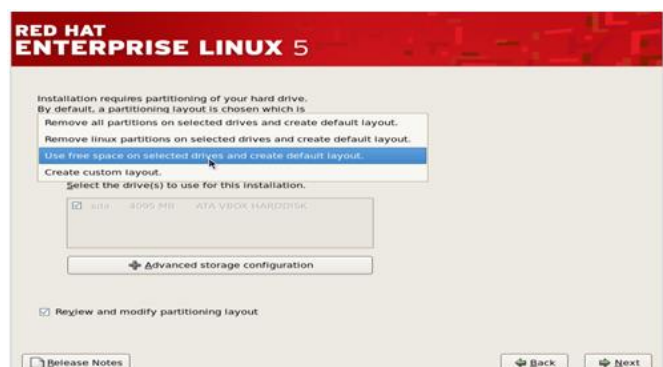 RED HAT
ENTERPRISE LINUX 5
Installation requires partitioning of your hard drive.
By default, a partitioning layout is chosen which is
Remove all partitions on selected drives and create default layout.
Remove linux partitions on selected drives and create default layout.
Use free space on selected drives and create default layout.
Create custom layout.
Select the drive(s) to use for this installation.
sda 4095 MB ATA VBOX HARDDISK
Advanced storage configuration
Review and modify partitioning layout
Release Notes
Back
Next